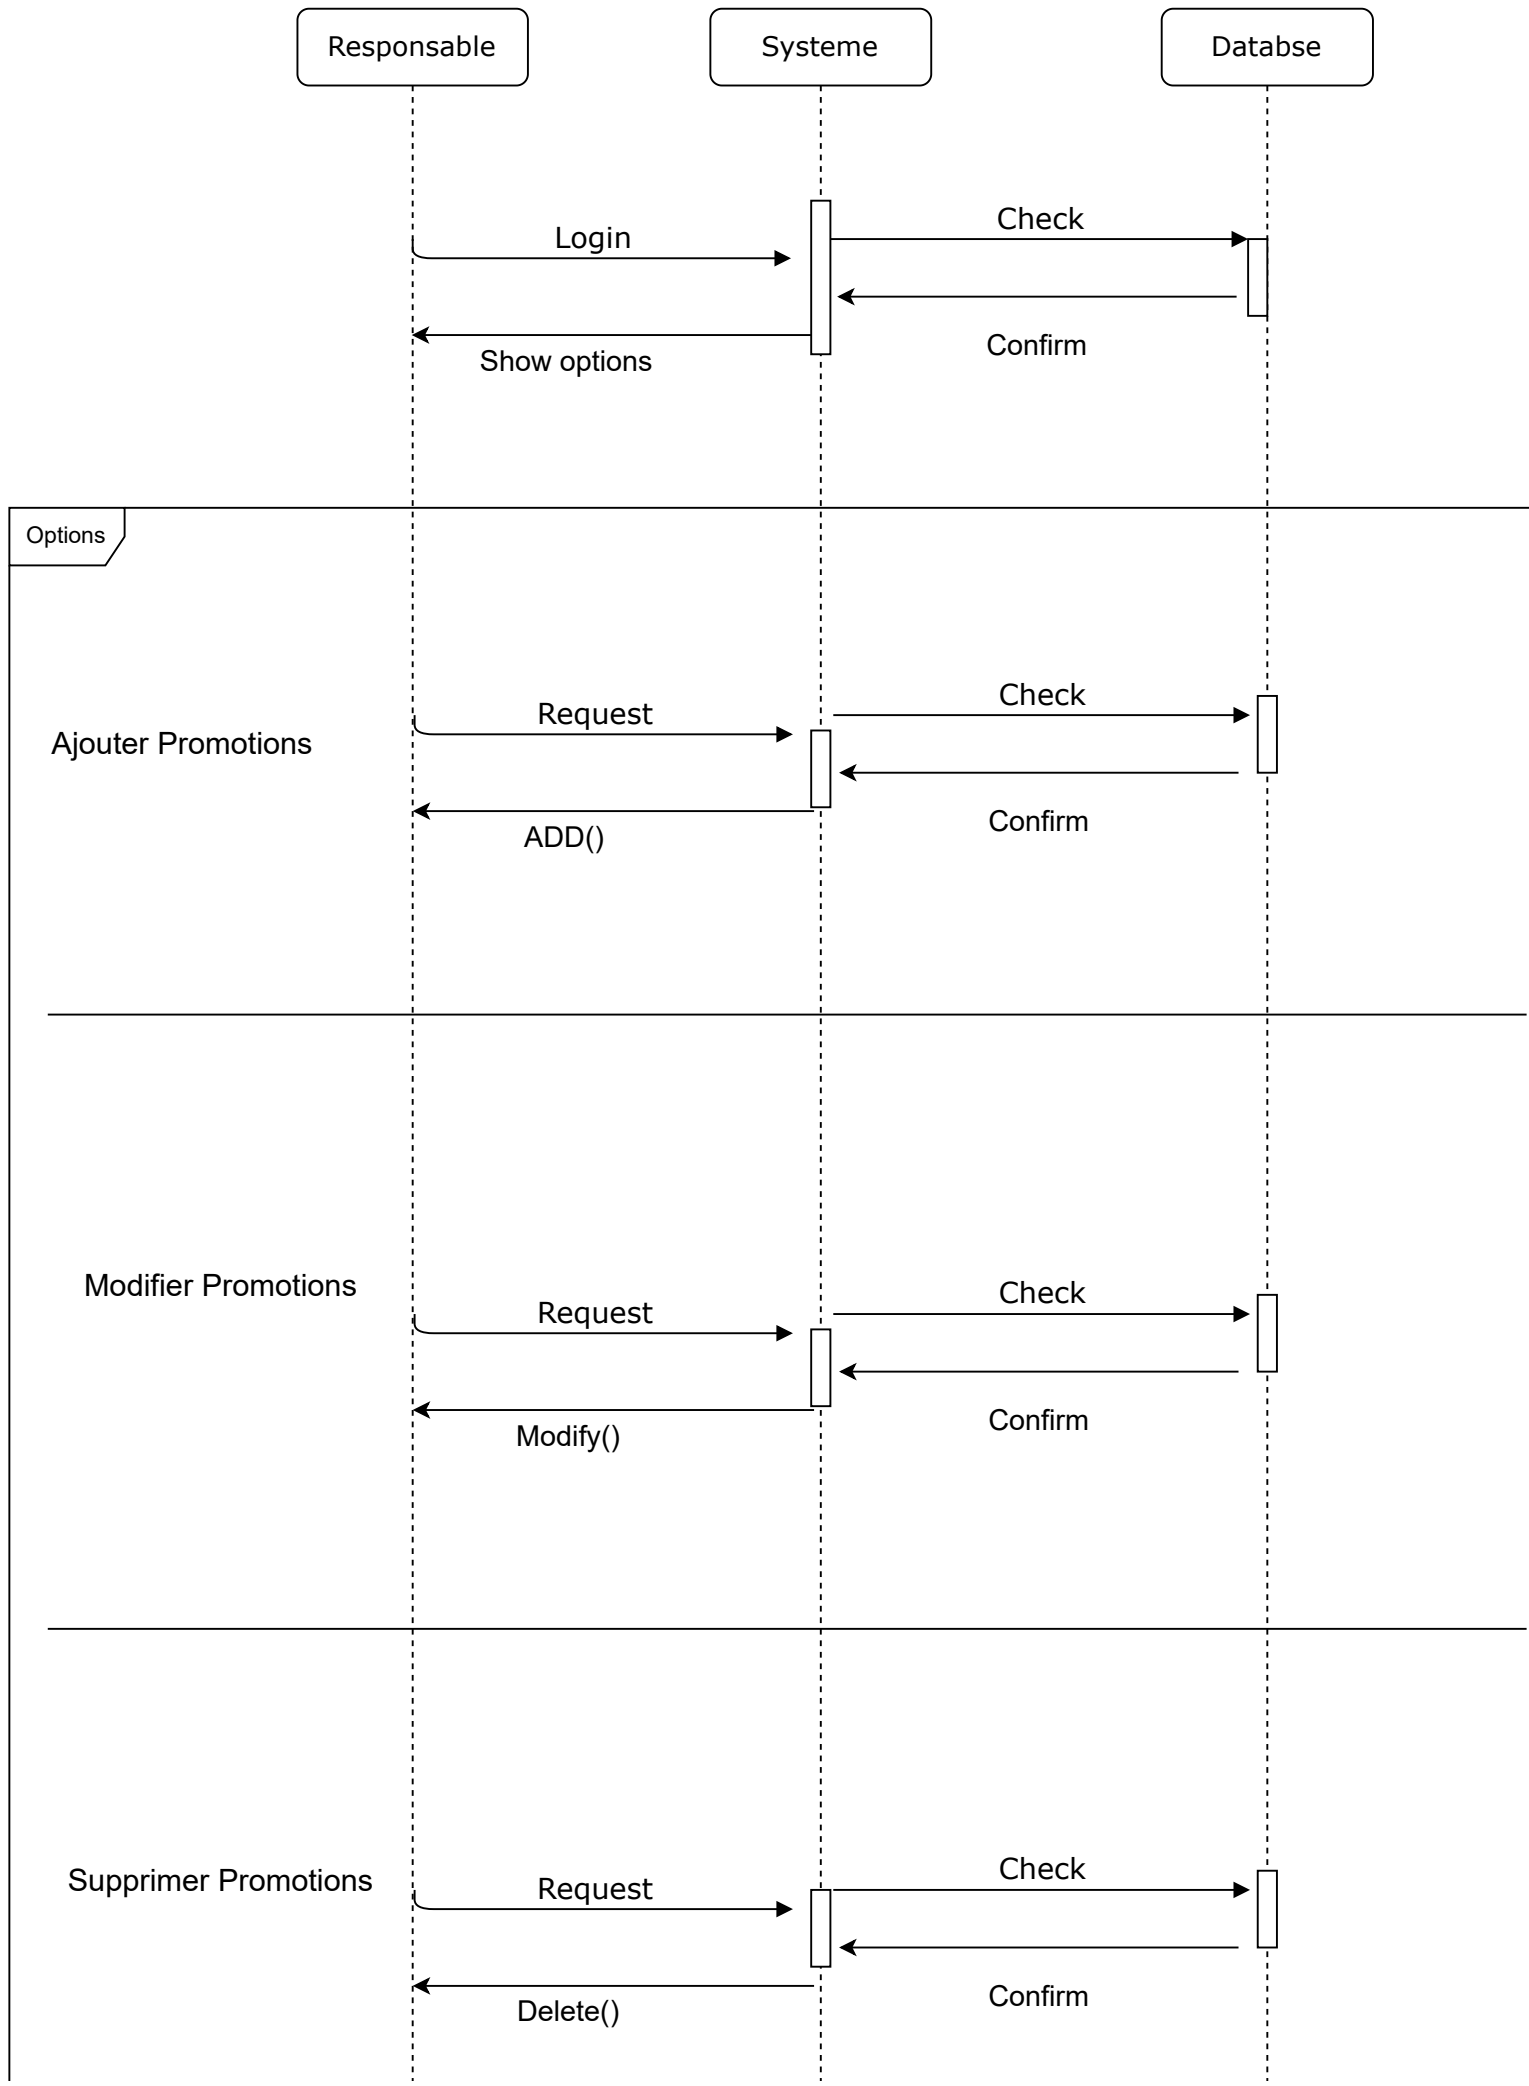 Responsable
Systeme
Databse
Check
Login
Confirm
Show options
Options
Check
Request
Ajouter Promotions
Confirm
ADD()
Modifier Promotions
Check
Request
Confirm
Modify()
Supprimer Promotions
Check
Request
Confirm
Delete()